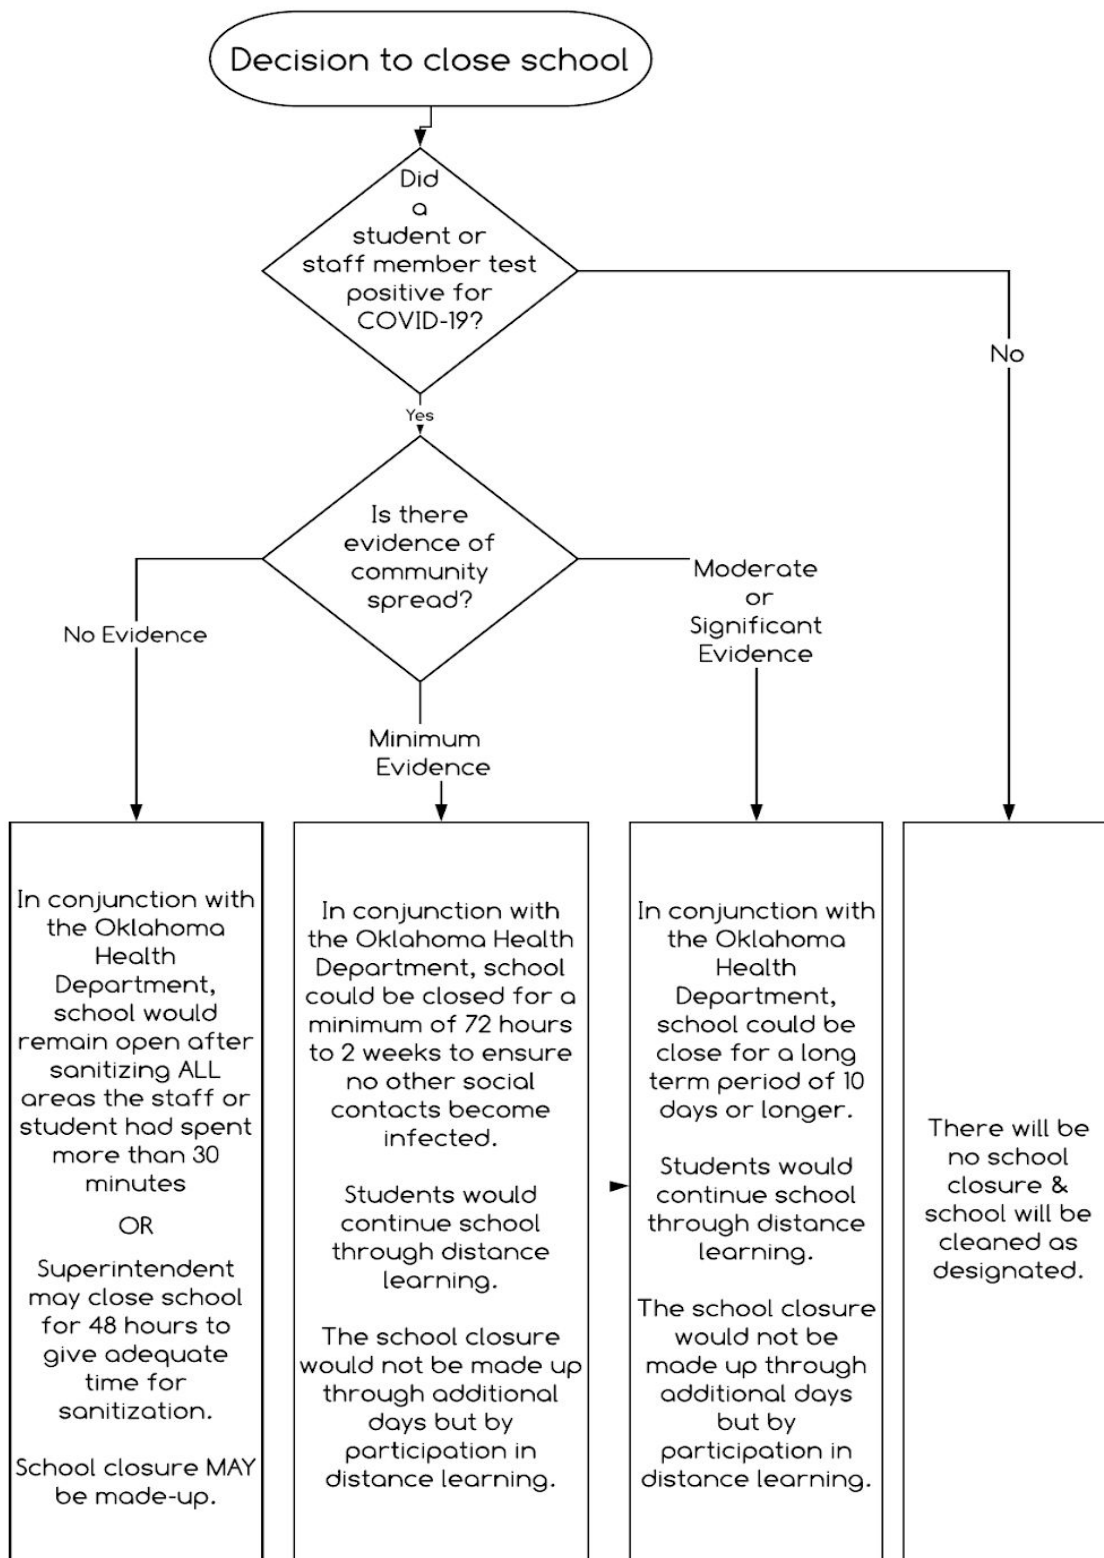 Decision to close school
Did
a
student or
staff member test
positive for
COVID-19?
No
Yes
Is there
evidence of
community
spread?
No Evidence
Minimum
Evidence
Moderate
or
Significant
Evidence
In conjunction with
the Oklahoma
Health
Department,
school would
remain open after
sanitizing ALL
areas the staff or
student had spent
more than 30
minutes
OR
Superintendent
may close school
for 48 hours to
give adequate
time for
sanitization.
School closure MAY
be made-up.
In conjunction with
the Oklahoma Health
Department, school
could be closed for a
minimum of 72 hours
to 2 weeks to ensure
no other social
contacts become
infected.
Students would
continue school
through distance
learning.
The school closure
would not be made up
through additional
days but by
participation in
distance learning.
In conjunction with
the Oklahoma
Health
Department,
school could be
close for a long
term period of 10
days or longer.
Students would
continue school
through distance
learning.
The school closure
would not be
made up through
additional days
but by
participation in
distance learning.
There will be
no school
closure &
school will be
cleaned as
designated.